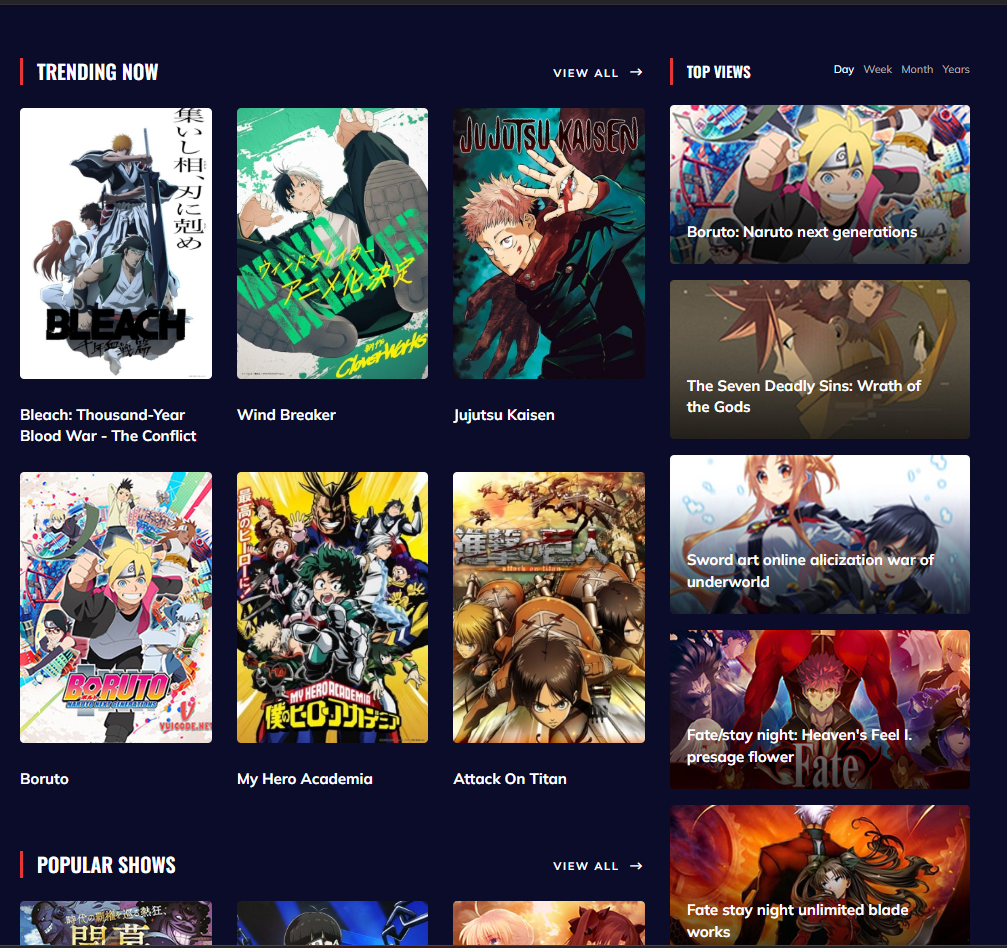 TRENDING NOW
VIEW ALL →
集いし相、刃に剋め
BLEACH
千年血戦篇
ウィンドブレイカー
アニメ化決定
WIND BREAKER
制作
CloverWorks
JUJUTSU KAISEN
Bleach: Thousand-Year
Blood War - The Conflict
Wind Breaker
Jujutsu Kaisen
BORUTO
NARUTO NEXT GENERATIONS
VUICODE.NET
最高のヒーローに!
MY HERO ACADEMIA
僕のヒーローアカデミア
進撃の巨人
attack on titan
Boruto
My Hero Academia
Attack On Titan
POPULAR SHOWS
VIEW ALL →
開幕
TOP VIEWS
Day Week Month Years
Boruto: Naruto next generations
The Seven Deadly Sins: Wrath of
the Gods
Sword art online alicization war of
underworld
Fate/stay night: Heaven's Feel I.
presage flower
Fate
Fate stay night unlimited blade
works